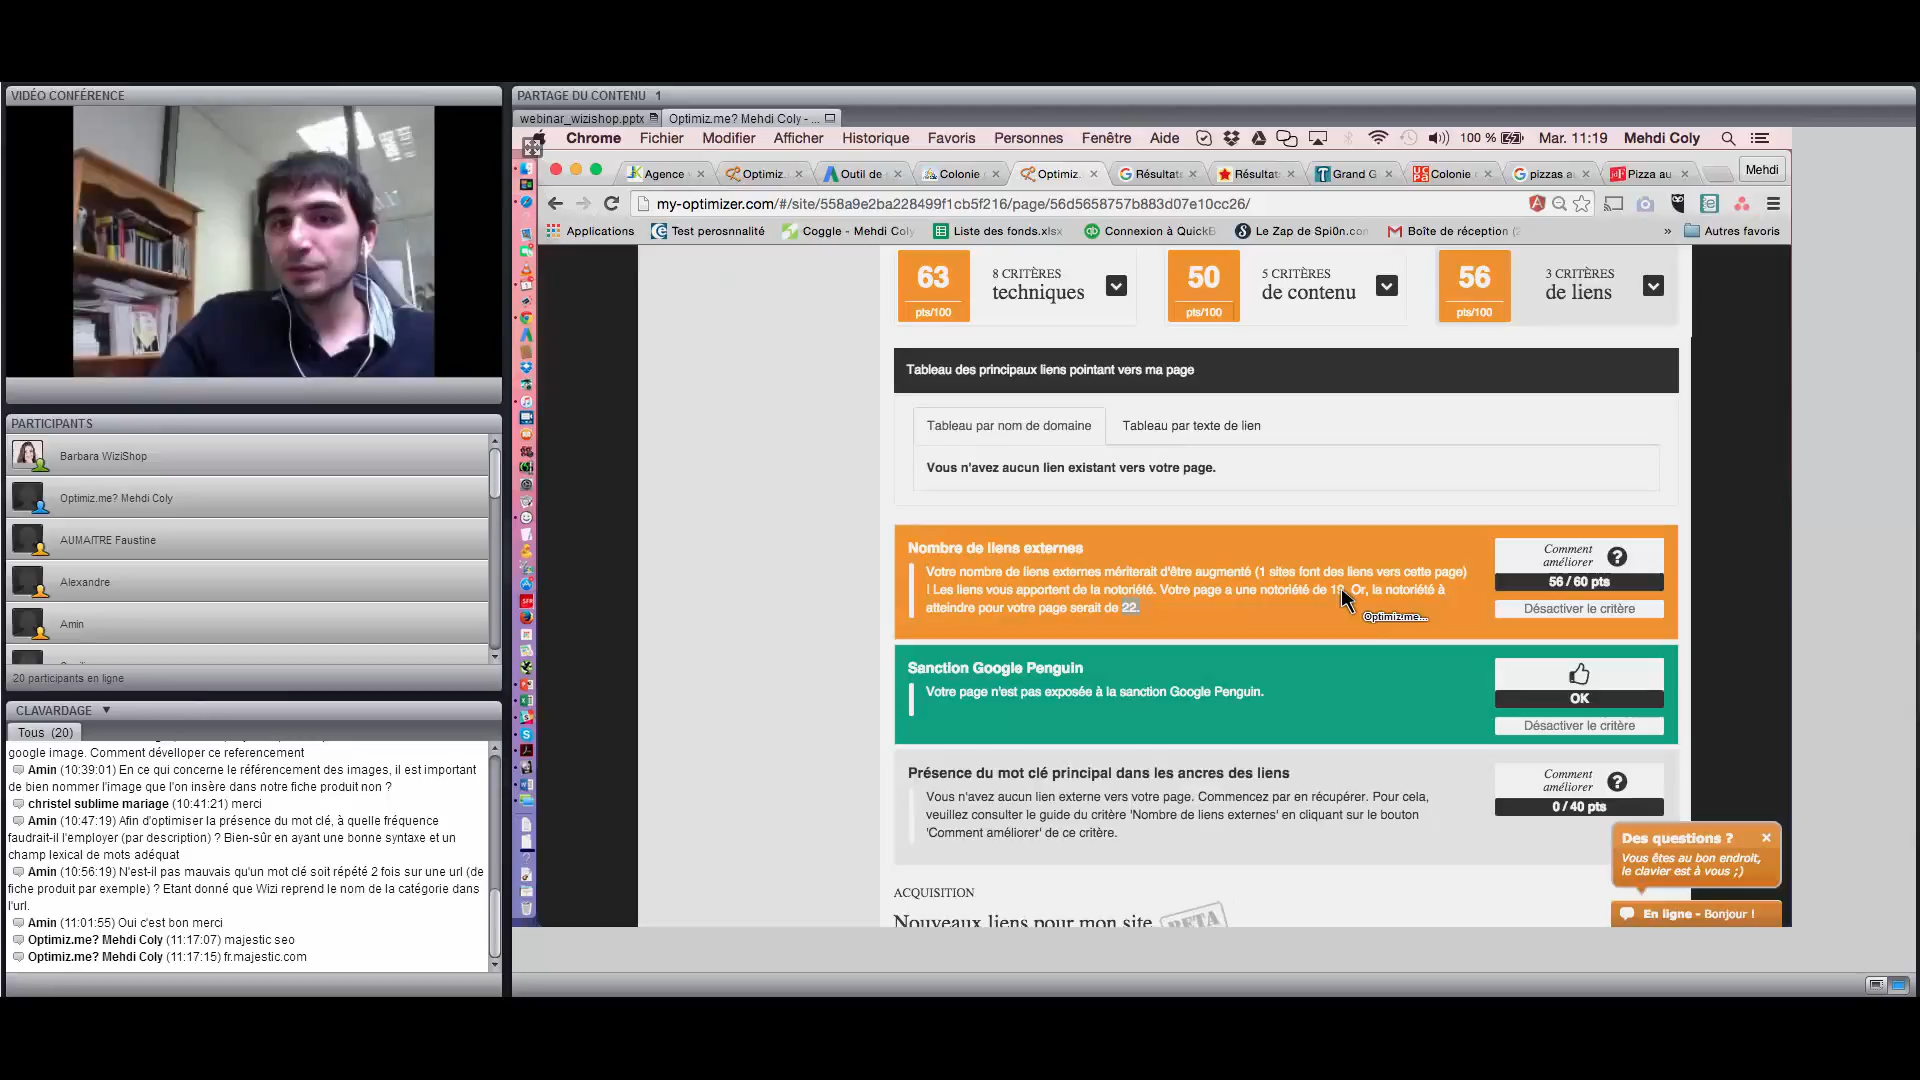 VIDÉO CONFÉRENCE
PARTICIPANTS
Barbara WiziShop
Optimiz.me? Mehdi Coly
AUMAITRE Faustine
Alexandre
Amin
20 participants en ligne
CLAVARDAGE
Tous (20)
google image. Comment dévelloper ce referencement
Amin (10:39:01) En ce qui concerne le référencement des images, il est important
de bien nommer l'image que l'on insère dans notre fiche produit non ?
christel sublime mariage (10:41:21) merci
Amin (10:47:19) Afin d'optimiser la présence du mot clé, à quelle fréquence
faudrait-il l'employer (par description) ? Bien-sûr en ayant une bonne syntaxe et un
champ lexical de mots adéquat
Amin (10:56:19) N'est-il pas mauvais qu'un mot clé soit répété 2 fois sur une url (de
fiche produit par exemple) ? Etant donné que Wizi reprend le nom de la catégorie dans
l'url.
Amin (11:01:55) Oui c'est bon merci
Optimiz.me? Mehdi Coly (11:17:07) majestic seo
Optimiz.me? Mehdi Coly (11:17:15) fr.majestic.com
PARTAGE DU CONTENU 1
webinar_wizishop.pptx Optimiz.me? Mehdi Coly - ...
Chrome Fichier Modifier Afficher Historique Favoris Personnes Fenêtre Aide 100 % Mar. 11:19 Mehdi Coly
Agence Optimiz. Outil de Colonie Optimiz. Résultat Résultat Grand G Colonie pizzas a Pizza au Mehdi
my-optimizer.com/#/site/558a9e2ba228499f1cb5f216/page/56d5658757b883d07e10cc26/
Applications Test perosnnalité Coggle - Mehdi Coly Liste des fonds.xlsx Connexion à QuickB Le Zap de Spi0n.com Boîte de réception (2 » Autres favoris
63 pts/100 8 CRITÈRES techniques
50 pts/100 5 CRITÈRES de contenu
56 pts/100 3 CRITÈRES de liens
Tableau des principaux liens pointant vers ma page
Tableau par nom de domaine Tableau par texte de lien
Vous n'avez aucun lien existant vers votre page.
Nombre de liens externes
Votre nombre de liens externes mériterait d'être augmenté (1 sites font des liens vers cette page)
! Les liens vous apportent de la notoriété. Votre page a une notoriété de Or, la notoriété à
atteindre pour votre page serait de 22.
Comment
améliorer ?
56 / 60 pts
Désactiver le critère
Optimiz.me...
Sanction Google Penguin
Votre page n'est pas exposée à la sanction Google Penguin.
OK
Désactiver le critère
Présence du mot clé principal dans les ancres des liens
Vous n'avez aucun lien externe vers votre page. Commencez par en récupérer. Pour cela,
veuillez consulter le guide du critère 'Nombre de liens externes' en cliquant sur le bouton
'Comment améliorer' de ce critère.
Comment
améliorer ?
0 / 40 pts
Des questions ? ×
Vous êtes au bon endroit,
le clavier est à vous ;)
En ligne - Bonjour !
ACQUISITION
Nouveaux liens pour mon site BETA